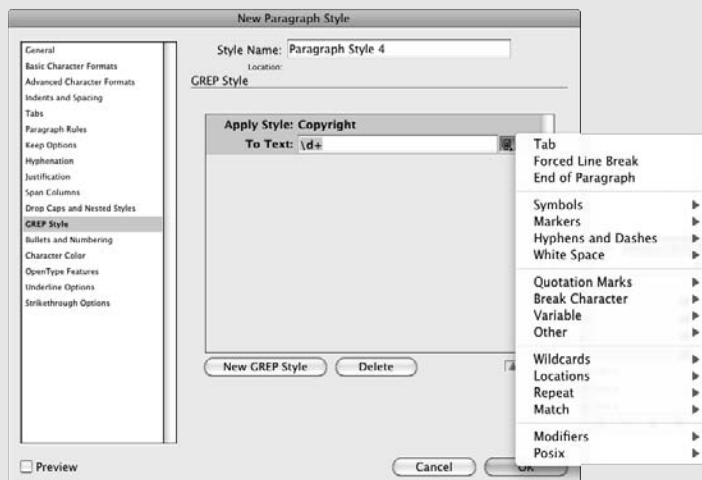 New Paragraph Style
General
Basic Character Formats
Advanced Character Formats
Indents and Spacing
Tabs
Paragraph Rules
Keep Options
Hyphenation
Justification
Span Columns
Drop Caps and Nested Styles
GREP Style
Bullets and Numbering
Character Color
OpenType Features
Underline Options
Strikethrough Options
Style Name: Paragraph Style 4
Location:
GREP Style
Apply Style: Copyright
To Text: \d+
Tab
Forced Line Break
End of Paragraph
Symbols
Markers
Hyphens and Dashes
White Space
Quotation Marks
Break Character
Variable
Other
Wildcards
Locations
Repeat
Match
Modifiers
Posix
New GREP Style Delete
Preview
Cancel OK